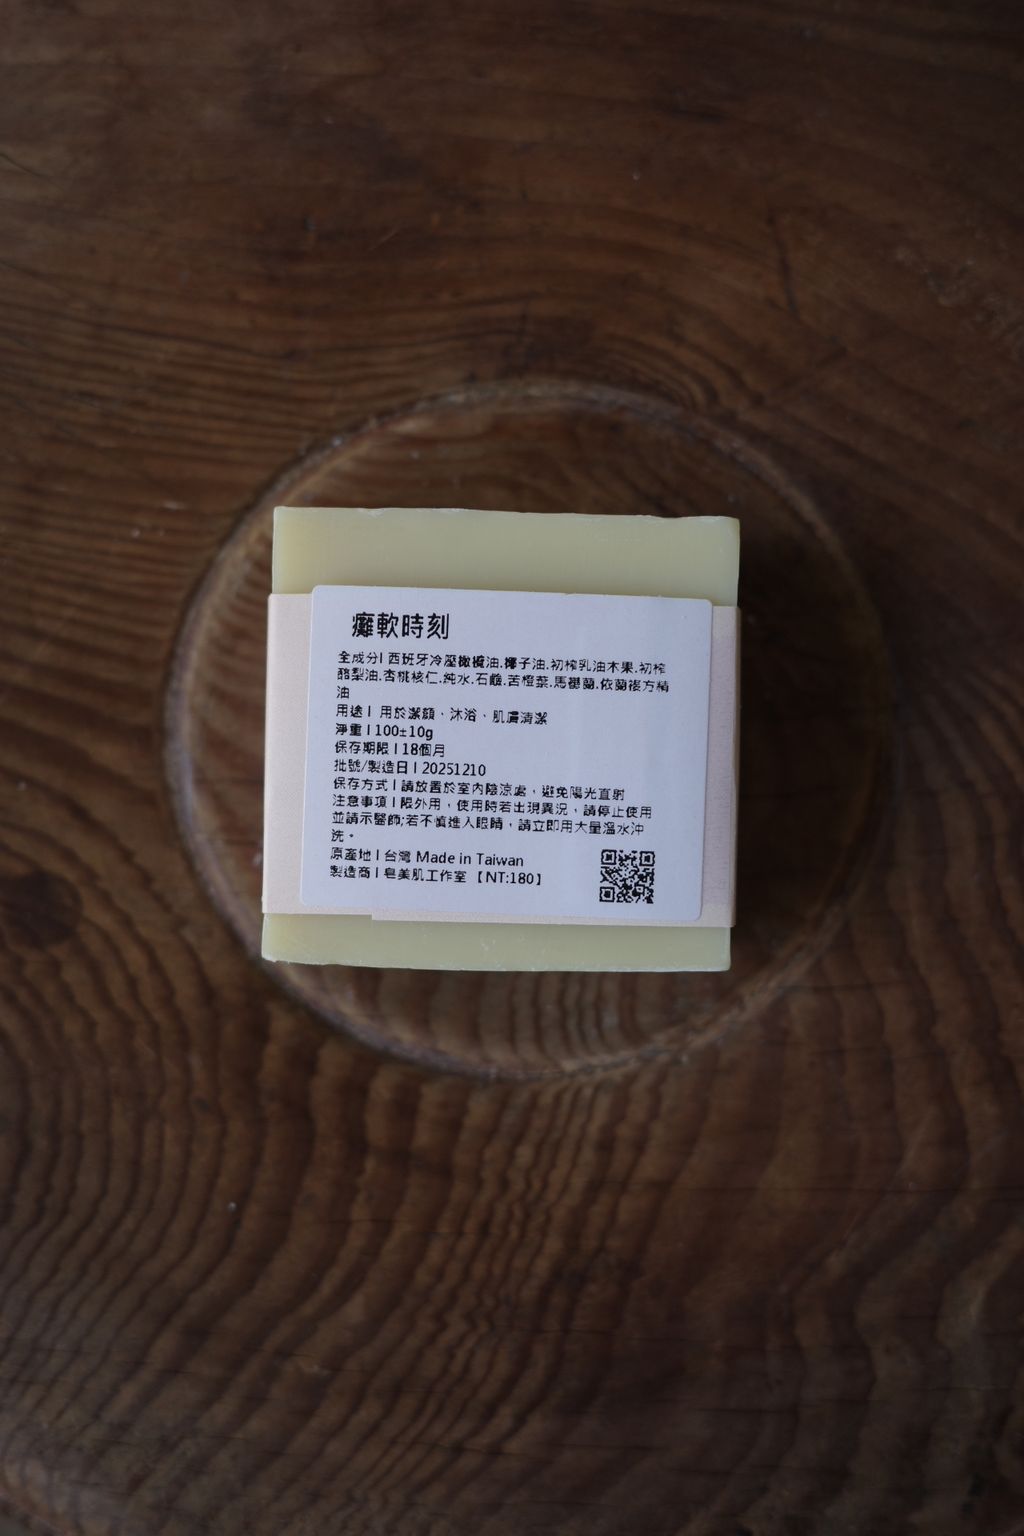 癱軟時刻
全成分| 西班牙冷壓橄欖油.椰子油.初榨乳油木果.初榨
酪梨油.杏桃核仁.純水.石鹼.苦橙葉.馬鞭蘭.依蘭複方精
油
用途 | 用於潔顏、沐浴、肌膚清潔
淨重 | 100±10g
保存期限 | 18個月
批號/製造日 | 20251210
保存方式 | 請放置於室內陰涼處，避免陽光直射
注意事項 | 限外用，使用時若出現異況，請停止使用
並請示醫師;若不慎進入眼睛，請立即用大量溫水沖
洗。
原產地 | 台灣 Made in Taiwan
製造商 | 皂美肌工作室 【NT:180】